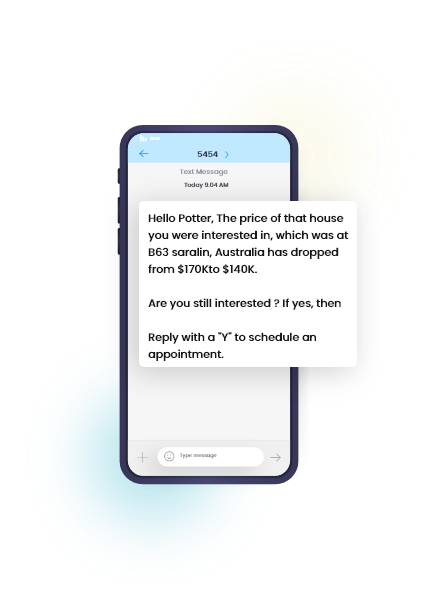 5454
Text Message
Today 9.04 AM
Hello Potter, The price of that house
you were interested in, which was at
B63 saralin, Australia has dropped
from $170Kto $140K.
Are you still interested ? If yes, then
Reply with a "Y" to schedule an
appointment.
Type message